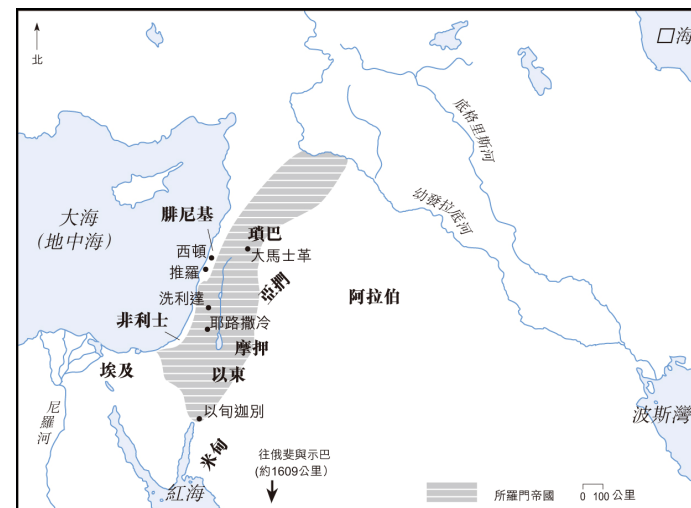 北
口海
底格里斯河
幼發拉底河
大海
(地中海)
腓尼基
西頓
推羅
瑣巴
大馬士革
亞捫
阿拉伯
洗利達
非利士
耶路撒冷
摩押
埃及
以東
尼羅河
以旬迦別
波斯灣
米甸
紅海
往俄斐與示巴
(約1609公里)
所羅門帝國
0 100 公里